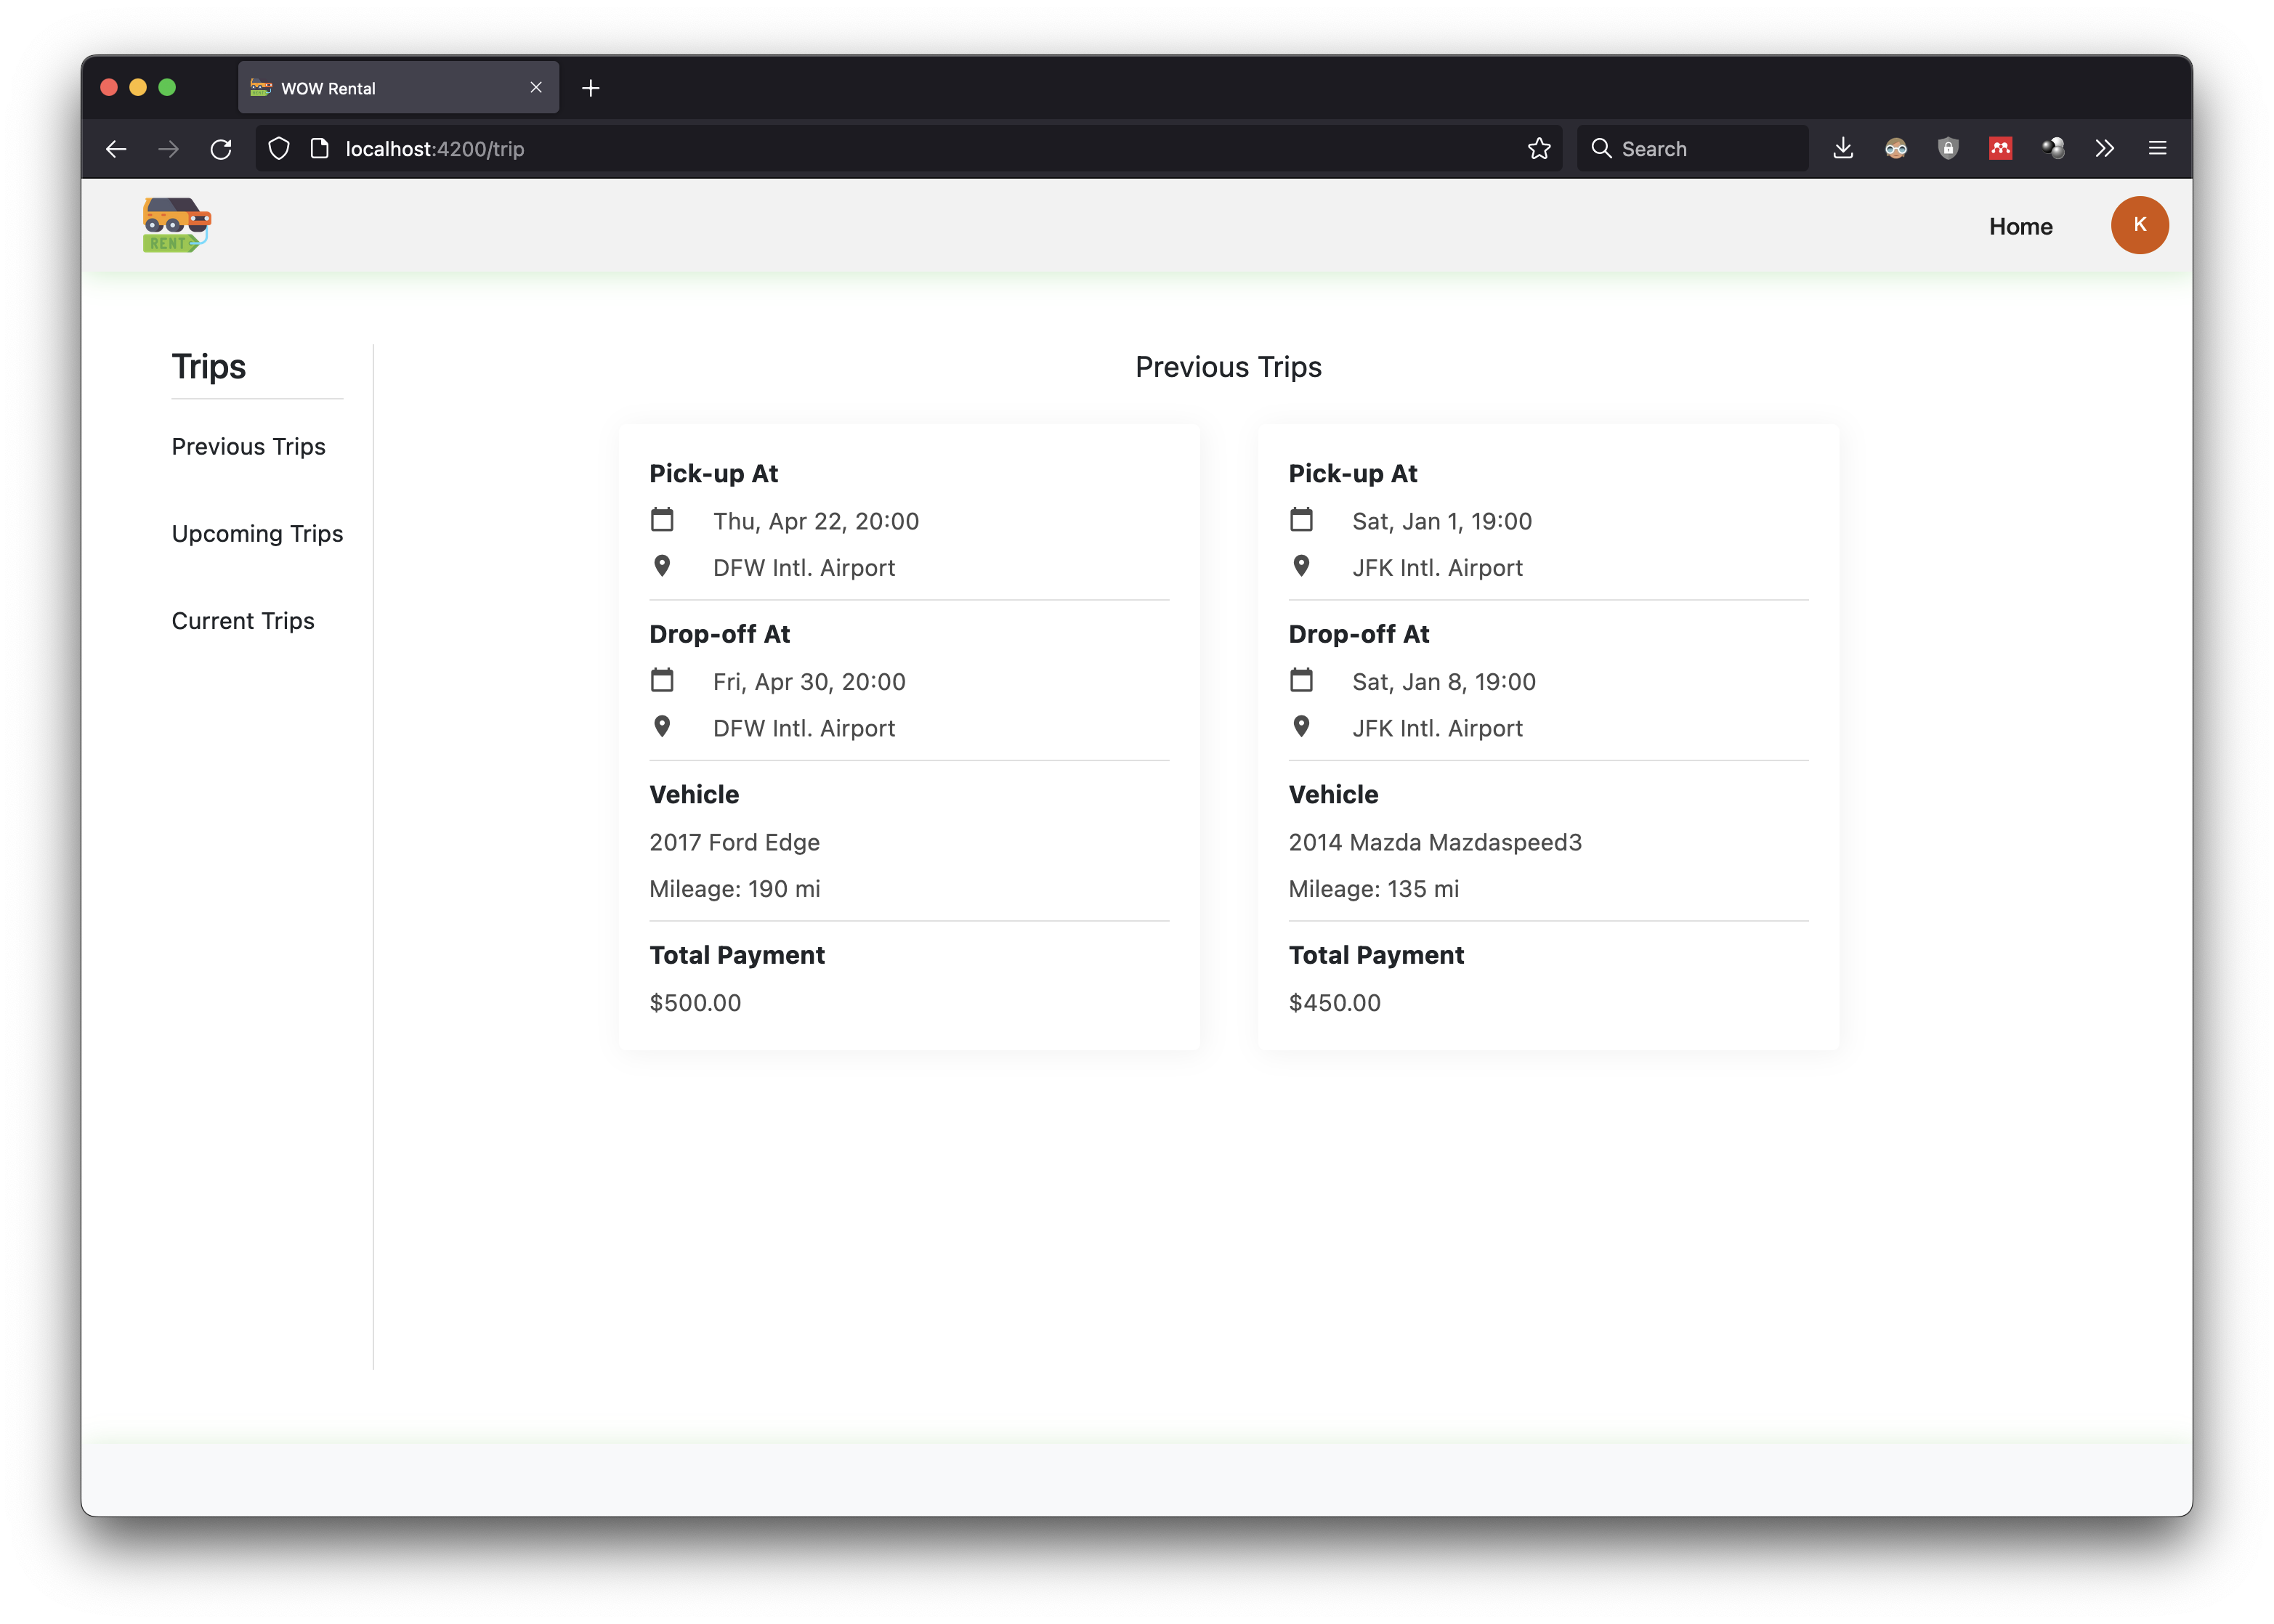 WOW Rental
localhost:4200/trip
Search
RENT
Home
K
Trips
Previous Trips
Upcoming Trips
Current Trips
Previous Trips
Pick-up At
Thu, Apr 22, 20:00
DFW Intl. Airport
Drop-off At
Fri, Apr 30, 20:00
DFW Intl. Airport
Vehicle
2017 Ford Edge
Mileage: 190 mi
Total Payment
$500.00
Pick-up At
Sat, Jan 1, 19:00
JFK Intl. Airport
Drop-off At
Sat, Jan 8, 19:00
JFK Intl. Airport
Vehicle
2014 Mazda Mazdaspeed3
Mileage: 135 mi
Total Payment
$450.00